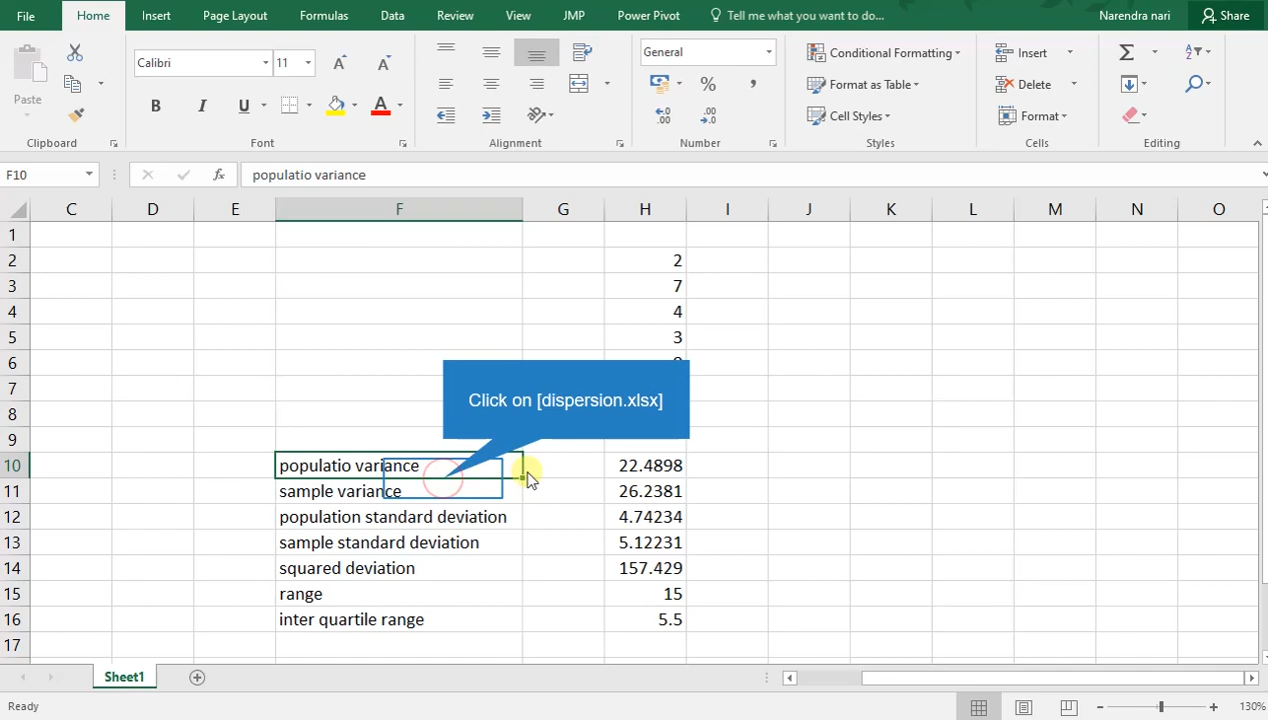 File Home Insert Page Layout Formulas Data Review View JMP Power Pivot Tell me what you want to do... Narendra nari Share
Paste
Calibri 11
B I U A
General
% ,
Conditional Formatting
Format as Table
Cell Styles
Insert
Delete
Format
Clipboard Font Alignment Number Styles Cells Editing
F10 fx populatio variance
C D E F G H I J K L M N O
1
2 2
3 7
4 4
5 3
6
7
8
9
Click on [dispersion.xlsx]
10 populatio variance 22.4898
11 sample variance 26.2381
12 population standard deviation 4.74234
13 sample standard deviation 5.12231
14 squared deviation 157.429
15 range 15
16 inter quartile range 5.5
17
Sheet1
Ready 130%